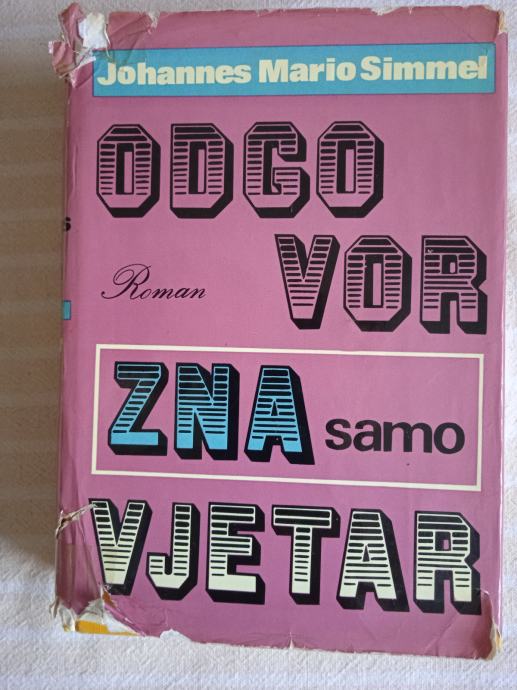 Johannes Mario Simmel
ODGO
VOR
Roman
ZNA samo
VJETAR